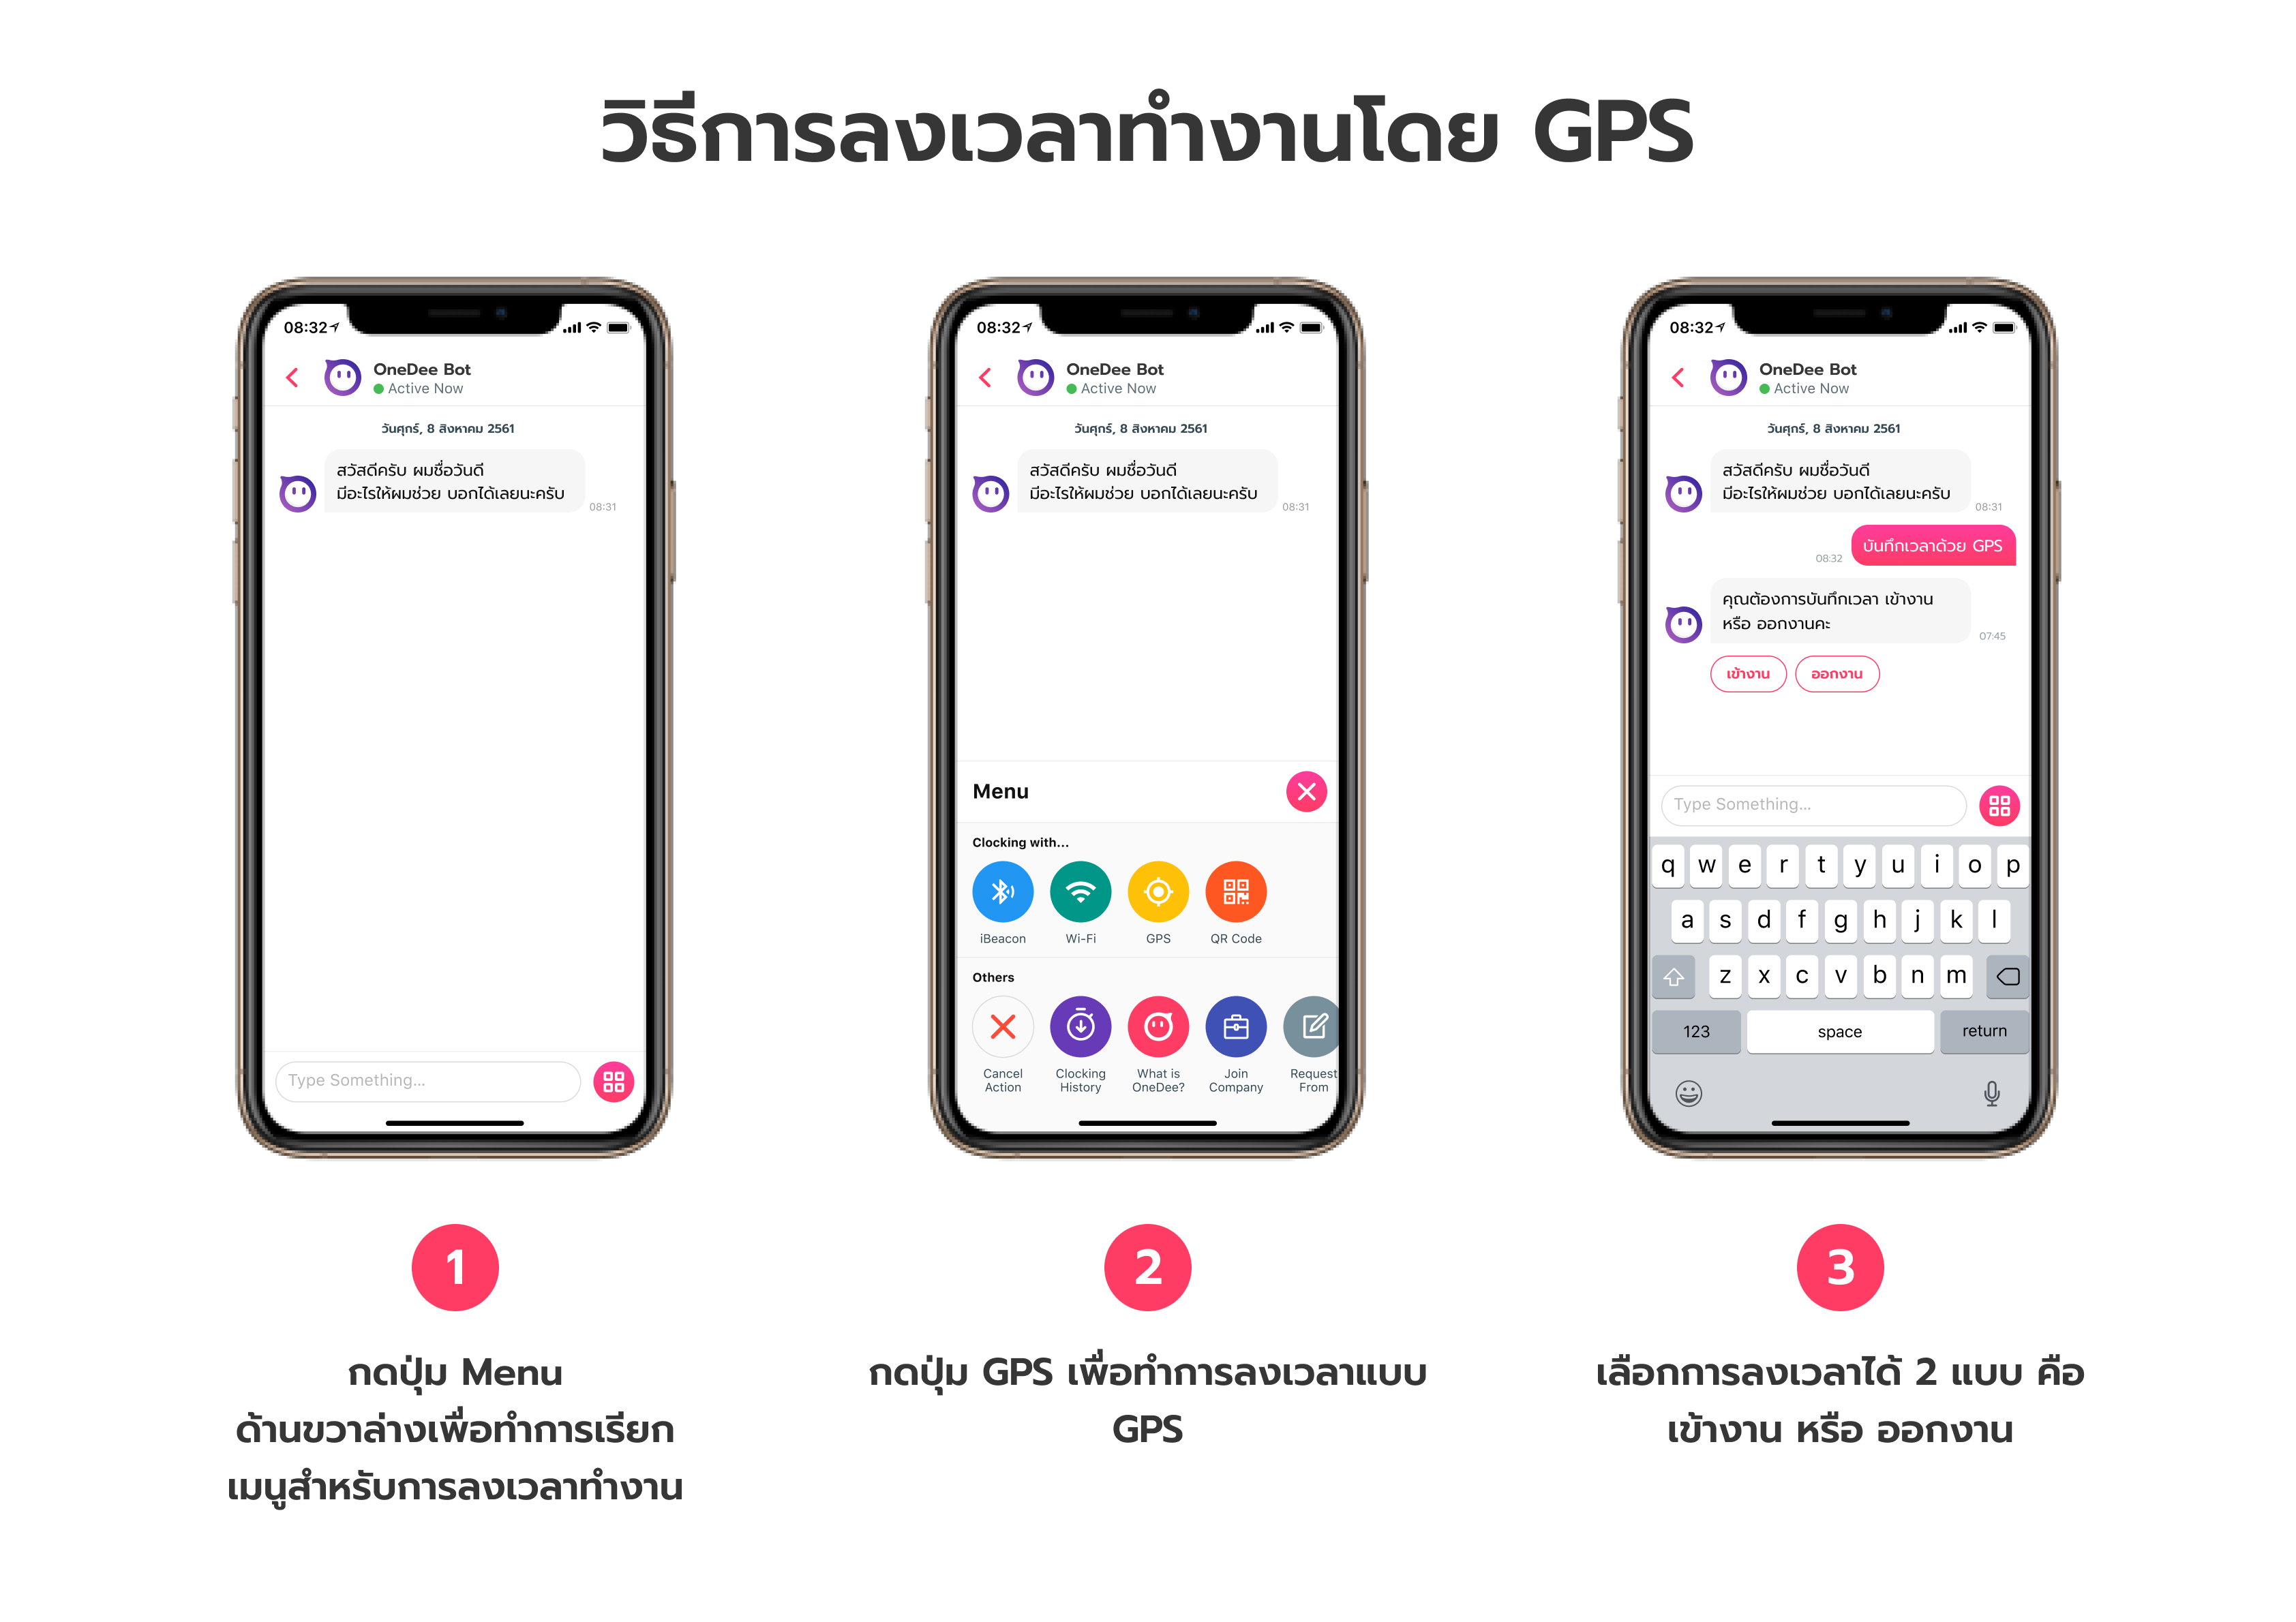 วิธีการลงเวลาทำงานโดย GPS
08:32
OneDee Bot
Active Now
วันศุกร์, 8 สิงหาคม 2561
สวัสดีครับ ผมชื่อวันดี
มีอะไรให้ผมช่วย บอกได้เลยนะครับ
08:31
Type Something...
1
กดปุ่ม Menu
ด้านขวาล่างเพื่อทำการเรียก
เมนูสำหรับการลงเวลาทำงาน
08:32
OneDee Bot
Active Now
วันศุกร์, 8 สิงหาคม 2561
สวัสดีครับ ผมชื่อวันดี
มีอะไรให้ผมช่วย บอกได้เลยนะครับ
08:31
Menu
Clocking with...
iBeacon Wi-Fi GPS QR Code
Others
Cancel Clocking What is Join Request
Action History OneDee? Company From
2
กดปุ่ม GPS เพื่อทำการลงเวลาแบบ
GPS
08:32
OneDee Bot
Active Now
วันศุกร์, 8 สิงหาคม 2561
สวัสดีครับ ผมชื่อวันดี
มีอะไรให้ผมช่วย บอกได้เลยนะครับ
08:31
บันทึกเวลาด้วย GPS
08:32
คุณต้องการบันทึกเวลา เข้างาน
หรือ ออกงานคะ
07:45
เข้างาน ออกงาน
Type Something...
q w e r t y u i o p
a s d f g h j k l
z x c v b n m
123 space return
3
เลือกการลงเวลาได้ 2 แบบ คือ
เข้างาน หรือ ออกงาน